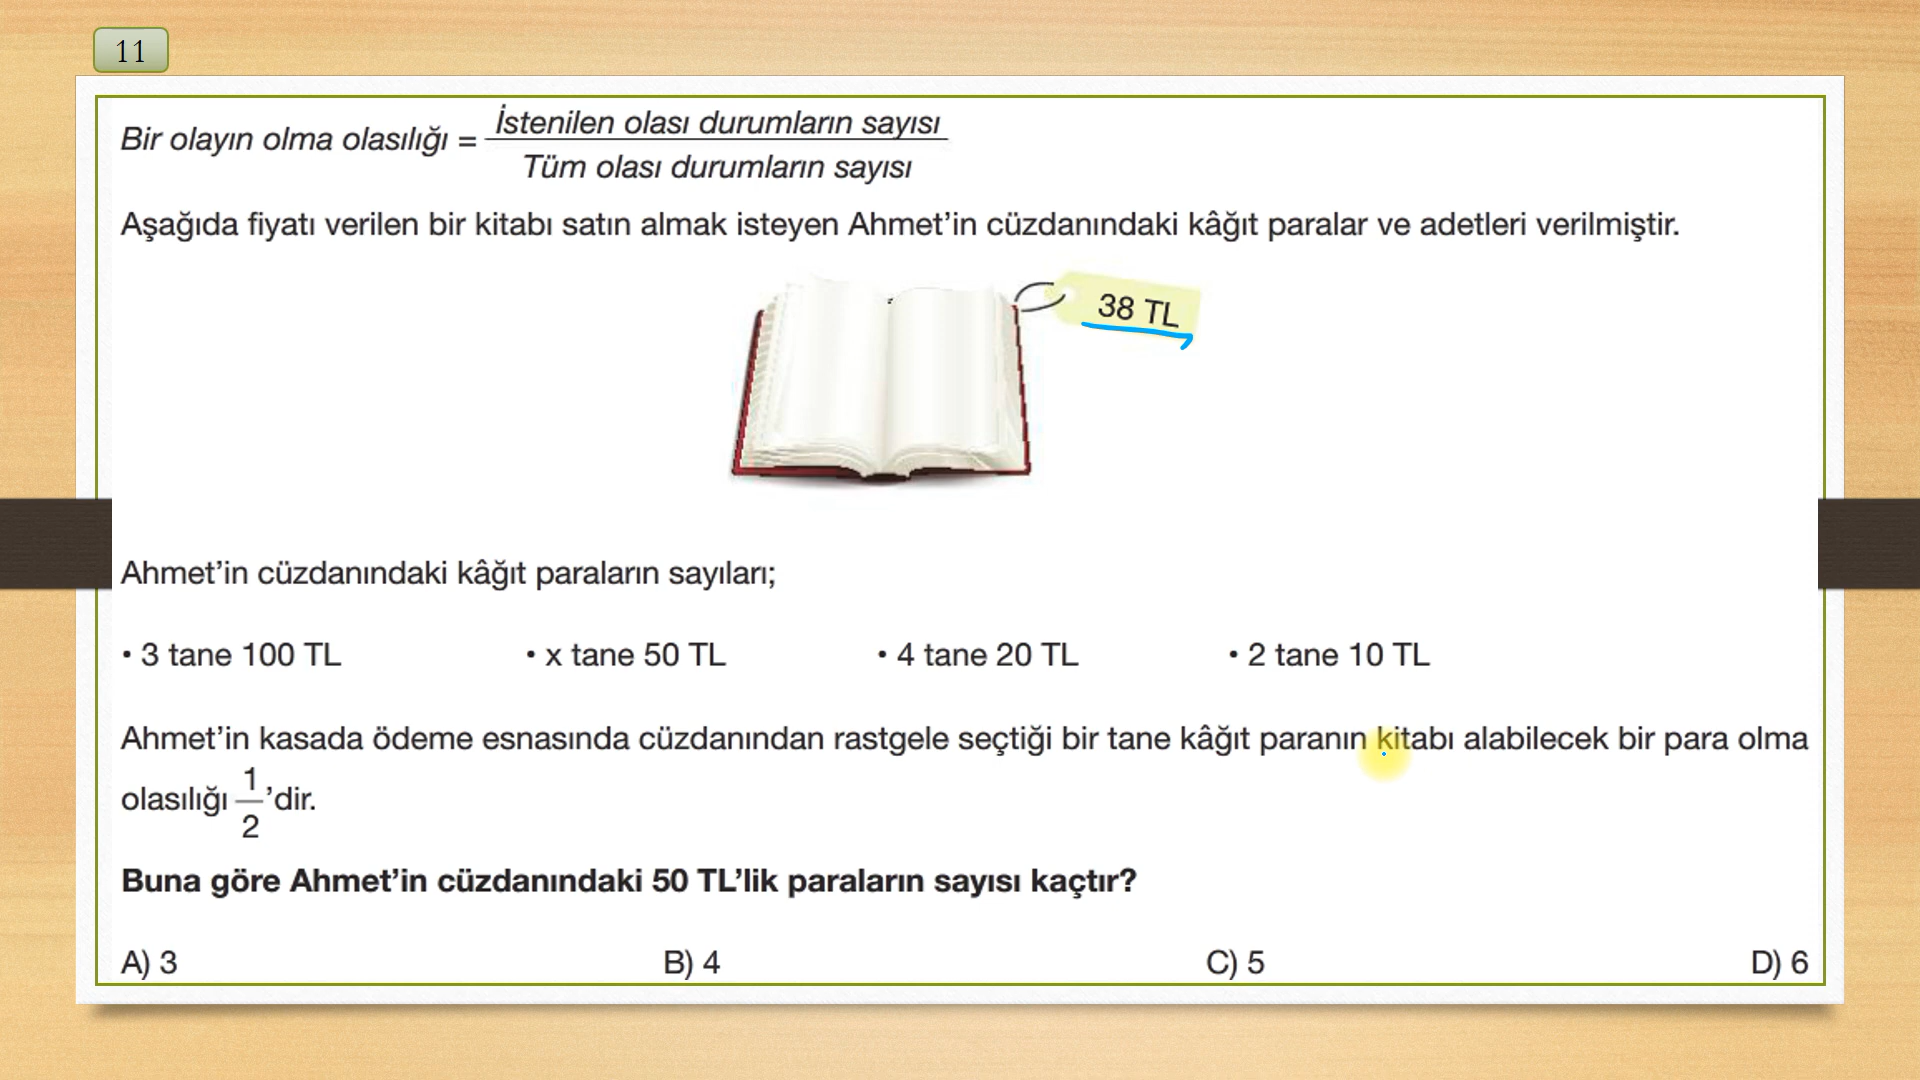 11
Bir olayın olma olasılığı = İstenilen olası durumların sayısı
Tüm olası durumların sayısı
Aşağıda fiyatı verilen bir kitabı satın almak isteyen Ahmet’in cüzdanındaki kâğıt paralar ve adetleri verilmiştir.
38 TL
Ahmet’in cüzdanındaki kâğıt paraların sayıları;
• 3 tane 100 TL • x tane 50 TL • 4 tane 20 TL • 2 tane 10 TL
Ahmet’in kasada ödeme esnasında cüzdanından rastgele seçtiği bir tane kâğıt paranın kitabı alabilecek bir para olma
olasılığı 1/2 ’dir.
Buna göre Ahmet’in cüzdanındaki 50 TL’lik paraların sayısı kaçtır?
A) 3 B) 4 C) 5 D) 6